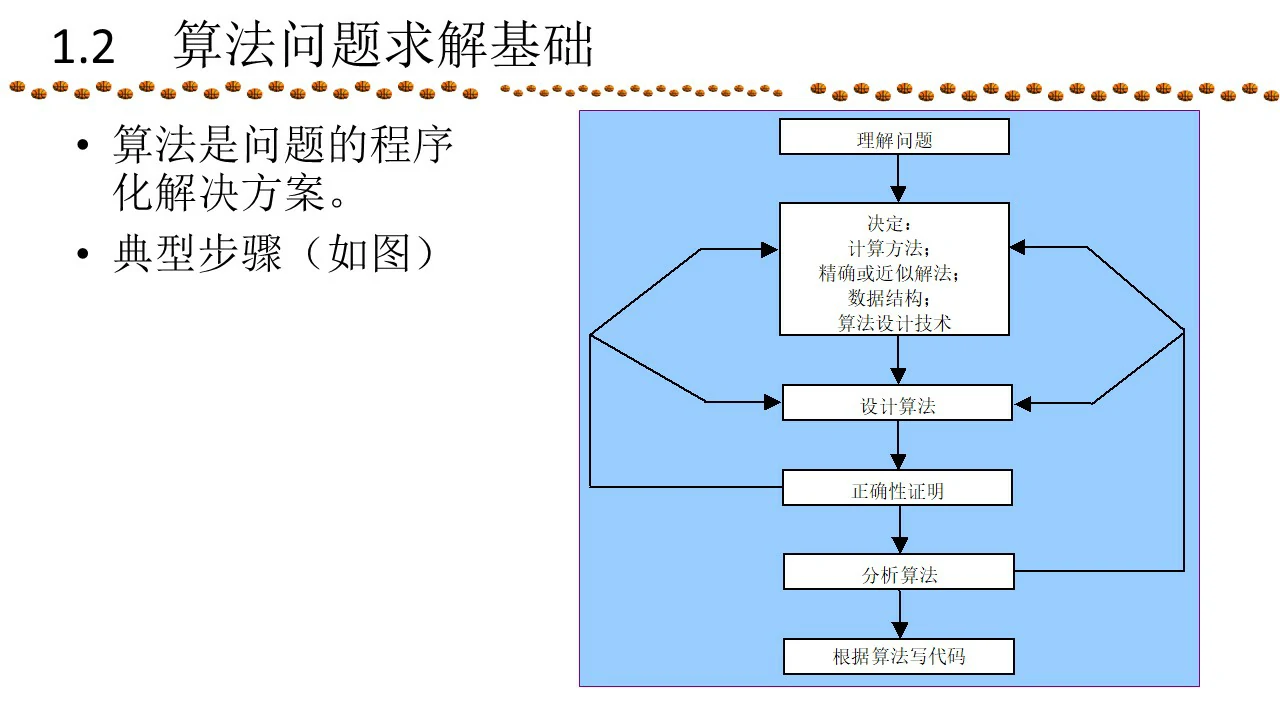 1.2 算法问题求解基础
• 算法是问题的程序
化解决方案。
• 典型步骤（如图）
理解问题
决定：
计算方法；
精确或近似解法；
数据结构；
算法设计技术
设计算法
正确性证明
分析算法
根据算法写代码